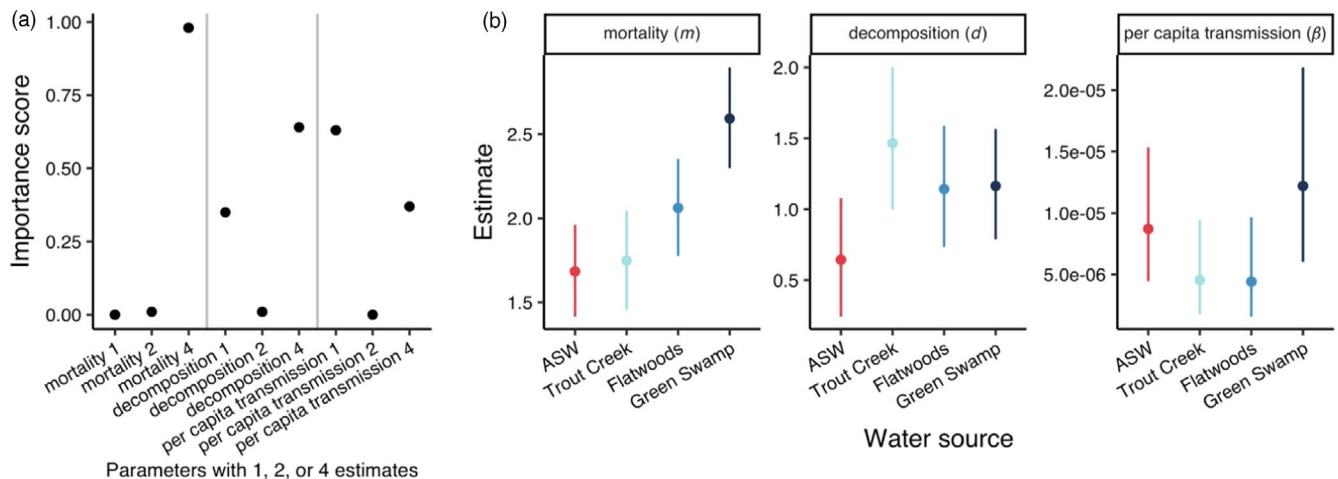 (a)
Importance score
1.00
0.75
0.50
0.25
0.00
mortality 1
mortality 2
mortality 4
decomposition 1
decomposition 2
decomposition 4
per capita transmission 1
per capita transmission 2
per capita transmission 4
Parameters with 1, 2, or 4 estimates
(b)
Estimate
mortality (m)
2.5
2.0
1.5
ASW
Trout Creek
Flatwoods
Green Swamp
decomposition (d)
2.0
1.5
1.0
0.5
ASW
Trout Creek
Flatwoods
Green Swamp
per capita transmission (β)
2.0e-05
1.5e-05
1.0e-05
5.0e-06
ASW
Trout Creek
Flatwoods
Green Swamp
Water source